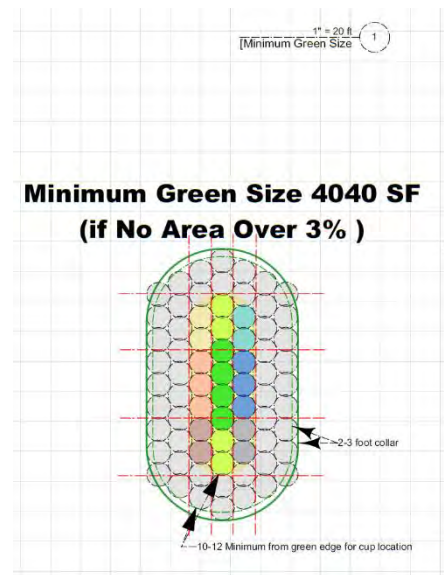 1" = 20 ft
[Minimum Green Size
1
Minimum Green Size 4040 SF
(if No Area Over 3% )
2-3 foot collar
10-12 Minimum from green edge for cup location